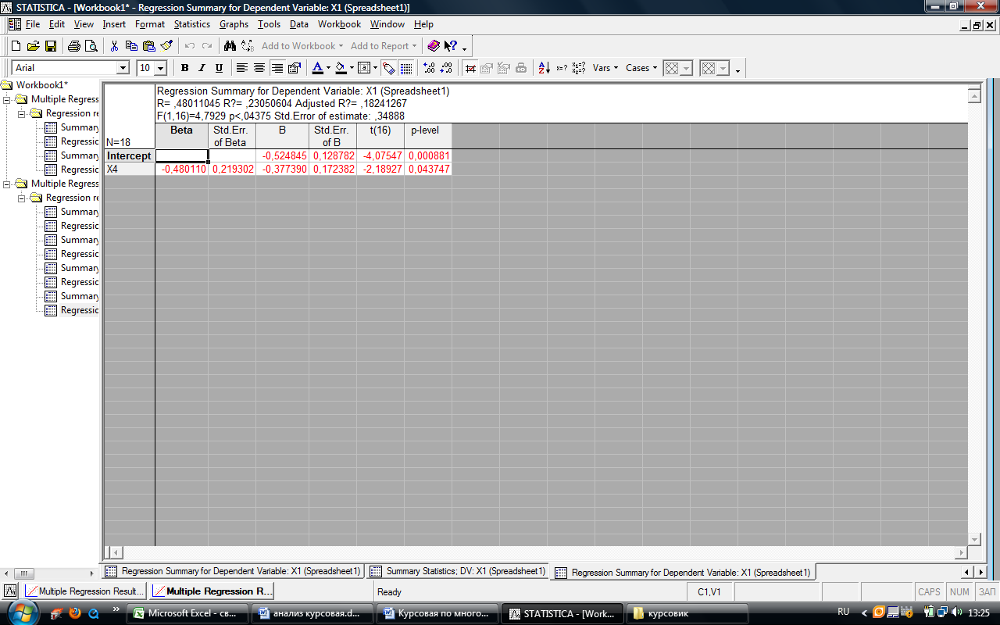 STATISTICA - [Workbook1* - Regression Summary for Dependent Variable: X1 (Spreadsheet1)]
File Edit View Insert Format Statistics Graphs Tools Data Workbook Window Help
Add to Workbook Add to Report
Arial 10 B I U Vars Cases
Workbook1*
Multiple Regress
Regression re
Summary
Regressic
Summary
Regressic
Multiple Regress
Regression re
Summary
Regressic
Summary
Regressic
Summary
Regressic
Summary
Regressic
Regression Summary for Dependent Variable: X1 (Spreadsheet1)
R= ,48011045 R?= ,23050604 Adjusted R?= ,18241267
F(1,16)=4,7929 p<,04375 Std.Error of estimate: ,34888
N=18 Beta Std.Err. of Beta B Std.Err. of B t(16) p-level
Intercept -0,524845 0,128782 -4,07547 0,000881
X4 -0,480110 0,219302 -0,377390 0,172382 -2,18927 0,043747
Regression Summary for Dependent Variable: X1 (Spreadsheet1) Summary Statistics; DV: X1 (Spreadsheet1) Regression Summary for Dependent Variable: X1 (Spreadsheet1)
Multiple Regression Result... Multiple Regression R... Ready C1,V1 CAPS NUM ЗАП
Microsoft Excel - св... анализ курсовая.d... Курсовая по много... STATISTICA - [Work... курсовик RU 13:25